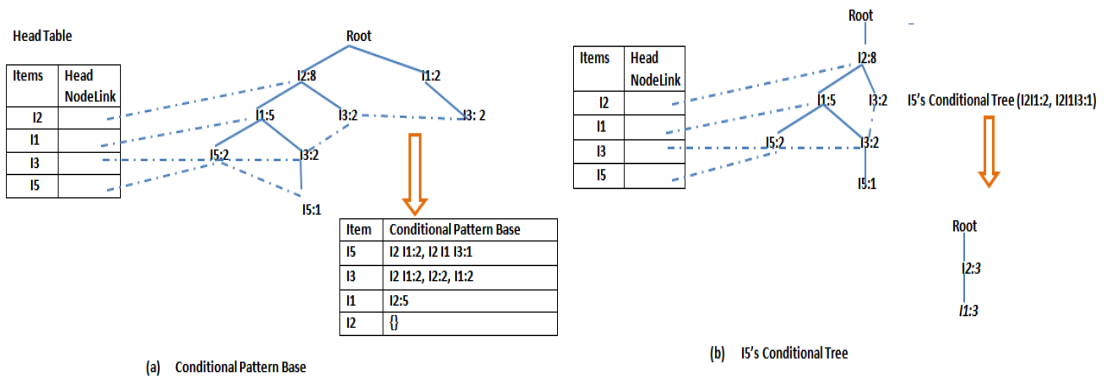 Head Table
Root
Items Head NodeLink
I2
I1
I3
I5
I2:8
I1:2
I1:5
I3:2
I3: 2
I5:2
I3:2
I5:1
Item Conditional Pattern Base
I5 I2 I1:2, I2 I1 I3:1
I3 I2 I1:2, I2:2, I1:2
I1 I2:5
I2 {}
(a) Conditional Pattern Base
Root
Items Head NodeLink
I2
I1
I3
I5
I2:8
I1:5
I3:2
I5:2
I3:2
I5:1
I5's Conditional Tree (I2I1:2, I2I1I3:1)
Root
I2:3
I1:3
(b) I5's Conditional Tree